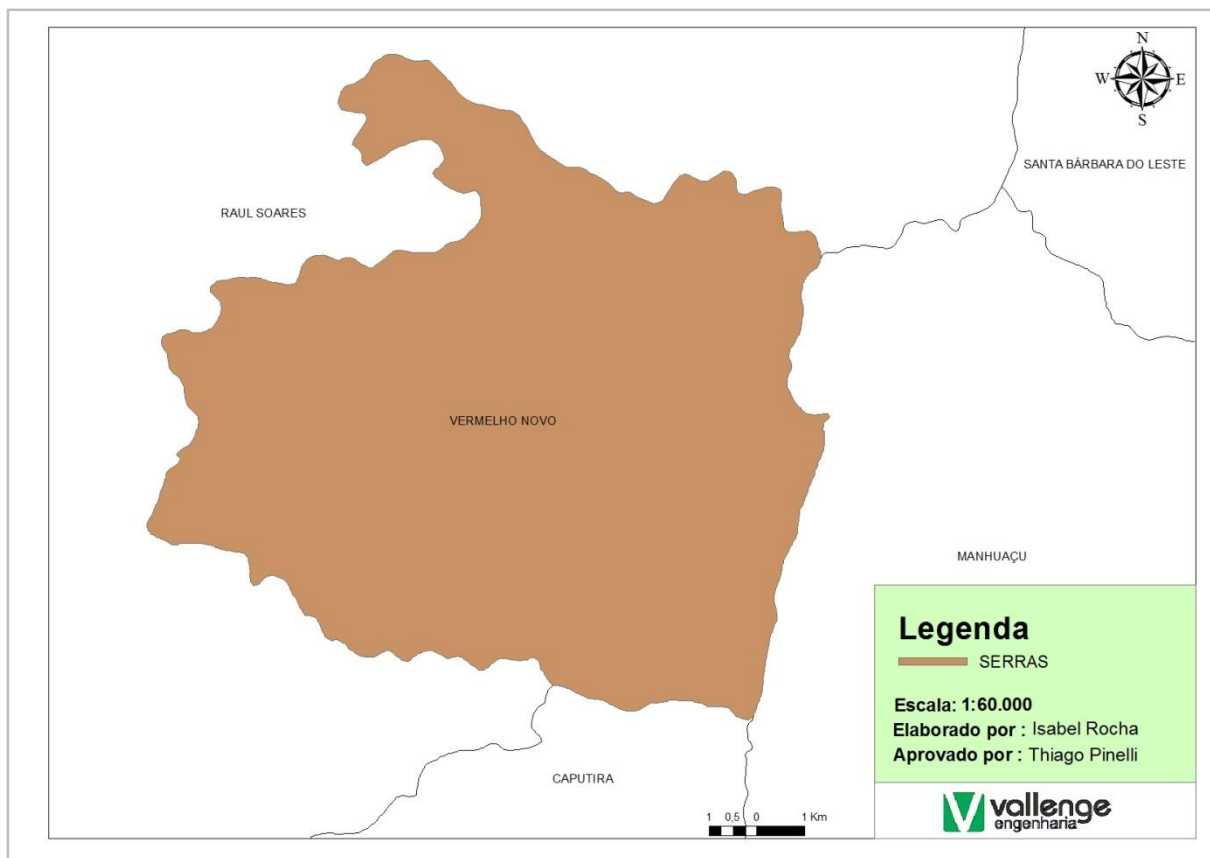 N
W E
S
SANTA BÁRBARA DO LESTE
RAUL SOARES
VERMELHO NOVO
MANHUAÇU
CAPUTIRA
1 0,5 0 1 Km
Legenda
SERRAS
Escala: 1:60.000
Elaborado por : Isabel Rocha
Aprovado por : Thiago Pinelli
vallenge
engenharia